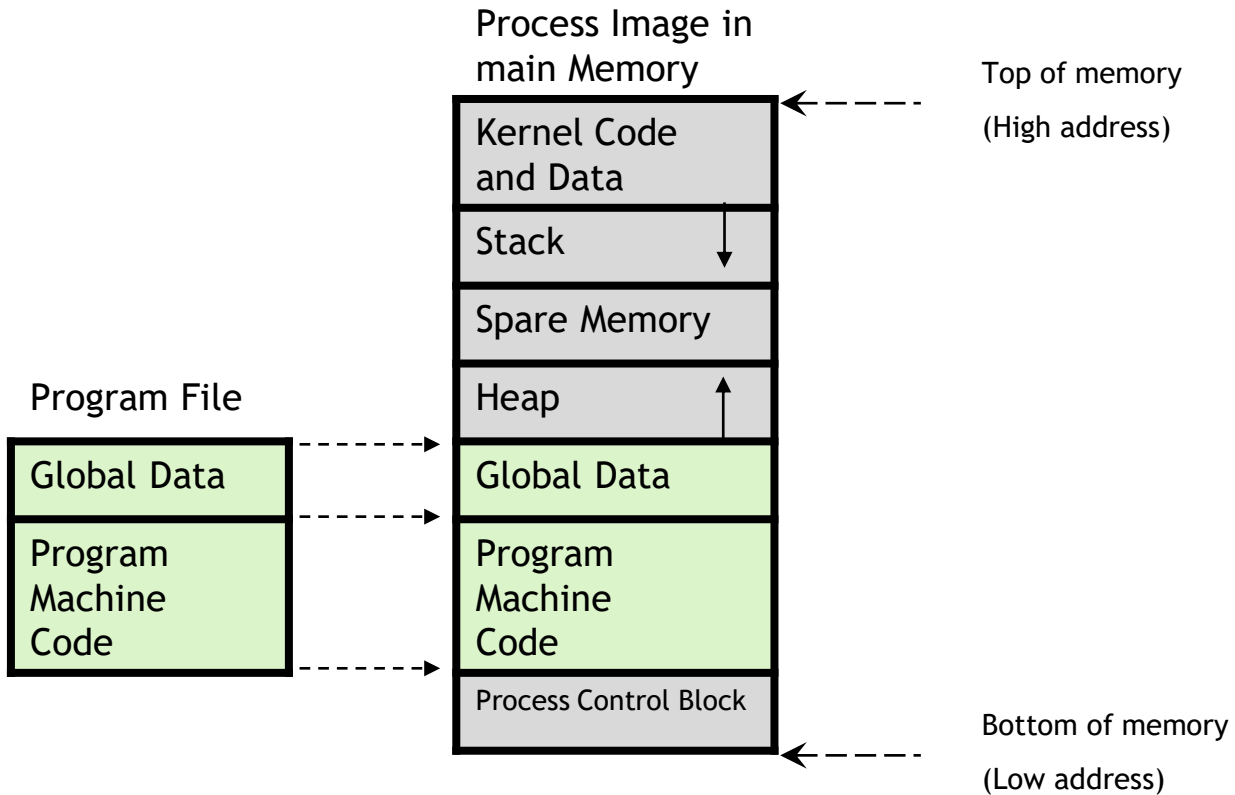 Process Image in
main Memory
Top of memory
(High address)
Kernel Code
and Data
Stack
Spare Memory
Heap
Program File
Global Data
Program
Machine
Code
Global Data
Program
Machine
Code
Process Control Block
Bottom of memory
(Low address)